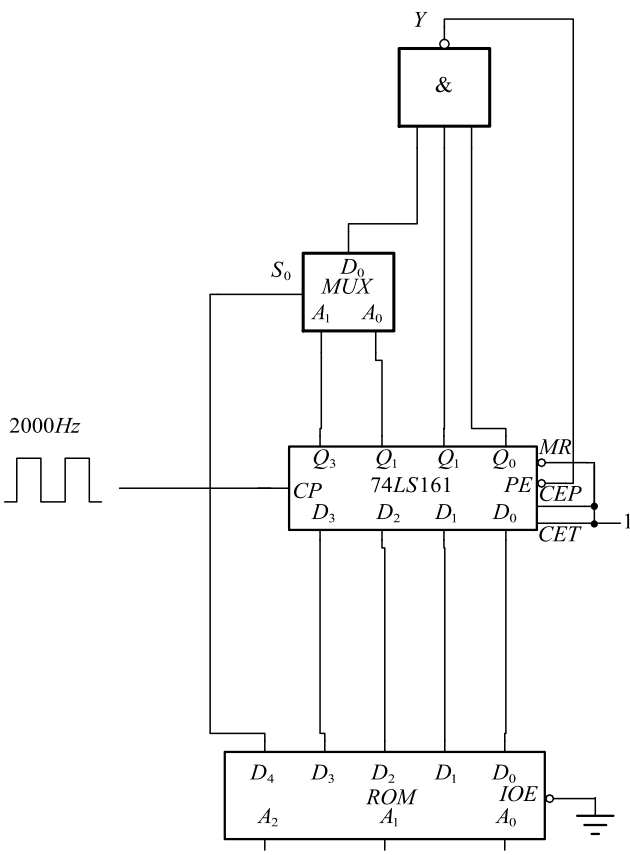 Y
&
S₀
D₀
MUX
A₁ A₀
2000Hz
Q₃ Q₁ Q₁ Q₀ MR
CP 74LS161 PE CEP
D₃ D₂ D₁ D₀
CET 1
D₄ D₃ D₂ D₁ D₀
ROM IOE
A₂ A₁ A₀